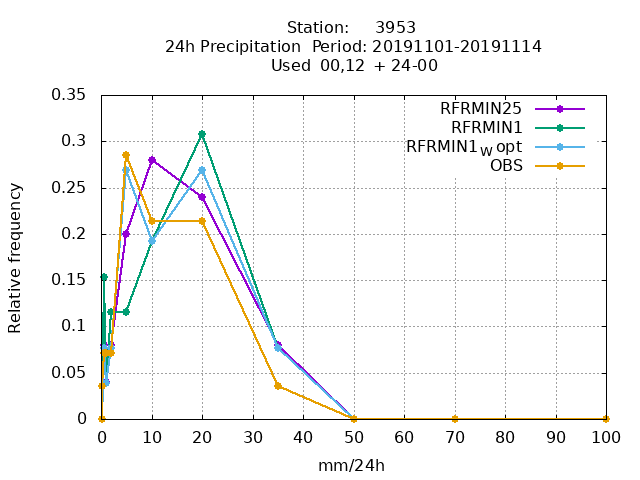 Station: 3953
24h Precipitation Period: 20191101-20191114
Used 00,12 + 24-00
0.35
0.3
0.25
0.2
0.15
0.1
0.05
0
Relative frequency
RFRMIN25
RFRMIN1
RFRMIN1W opt
OBS
0 10 20 30 40 50 60 70 80 90 100
mm/24h